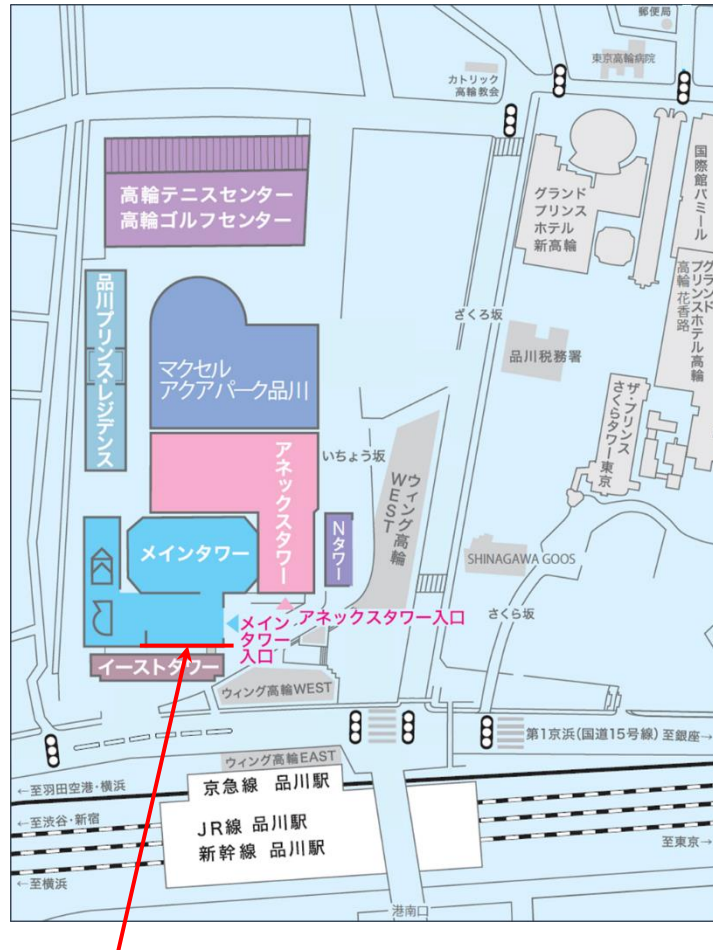 郵便局
東京高輪病院
カトリック
高輪教会
高輪テニスセンター
高輪ゴルフセンター
グランド
プリンス
ホテル
新高輪
国際館パミール
グランド
プリンスホテル高輪
高輪 花香路
品川プリンス・レジデンス
マクセル
アクアパーク品川
ざくろ坂
品川税務署
ザ・プリンス
さくらタワー東京
アネックスタワー
いちょう坂
ウィング高輪
WEST
メインタワー
Nタワー
SHINAGAWA GOOS
さくら坂
アネックスタワー入口
メイン
タワー
入口
イーストタワー
ウィング高輪WEST
第1京浜(国道15号線) 至銀座→
ウィング高輪EAST
←至羽田空港・横浜
京急線 品川駅
←至渋谷・新宿
JR線 品川駅
新幹線 品川駅
至東京→
←至横浜
港南口